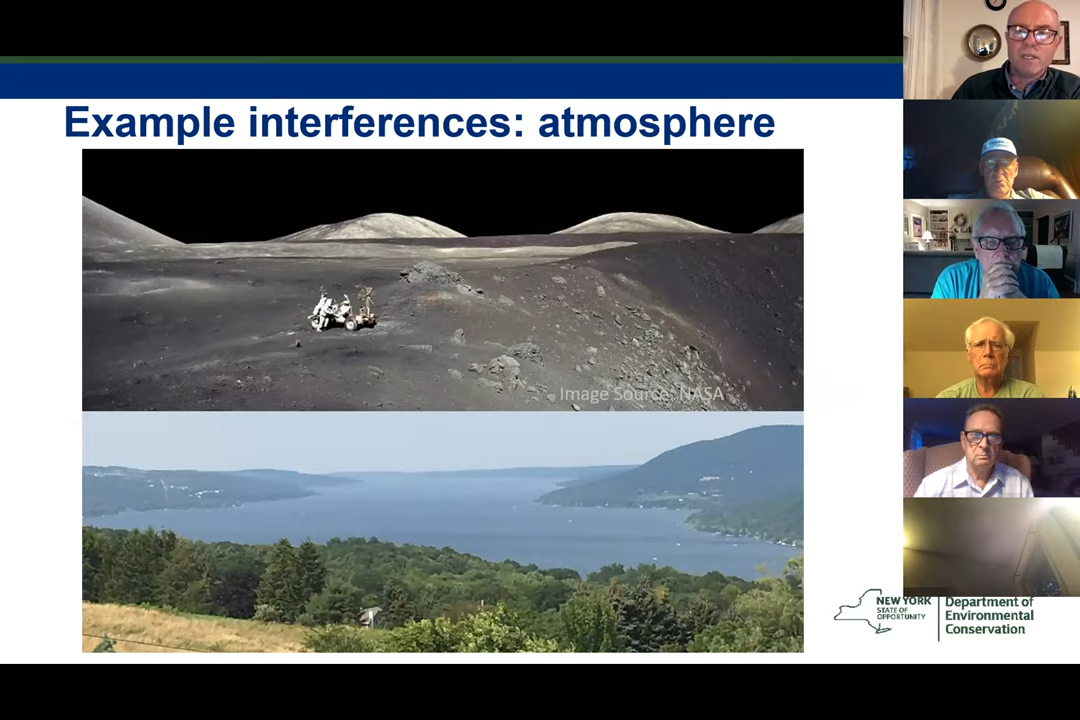 Example interferences: atmosphere
Image Source: NASA
NEW YORK
STATE OF
OPPORTUNITY
Department of
Environmental
Conservation